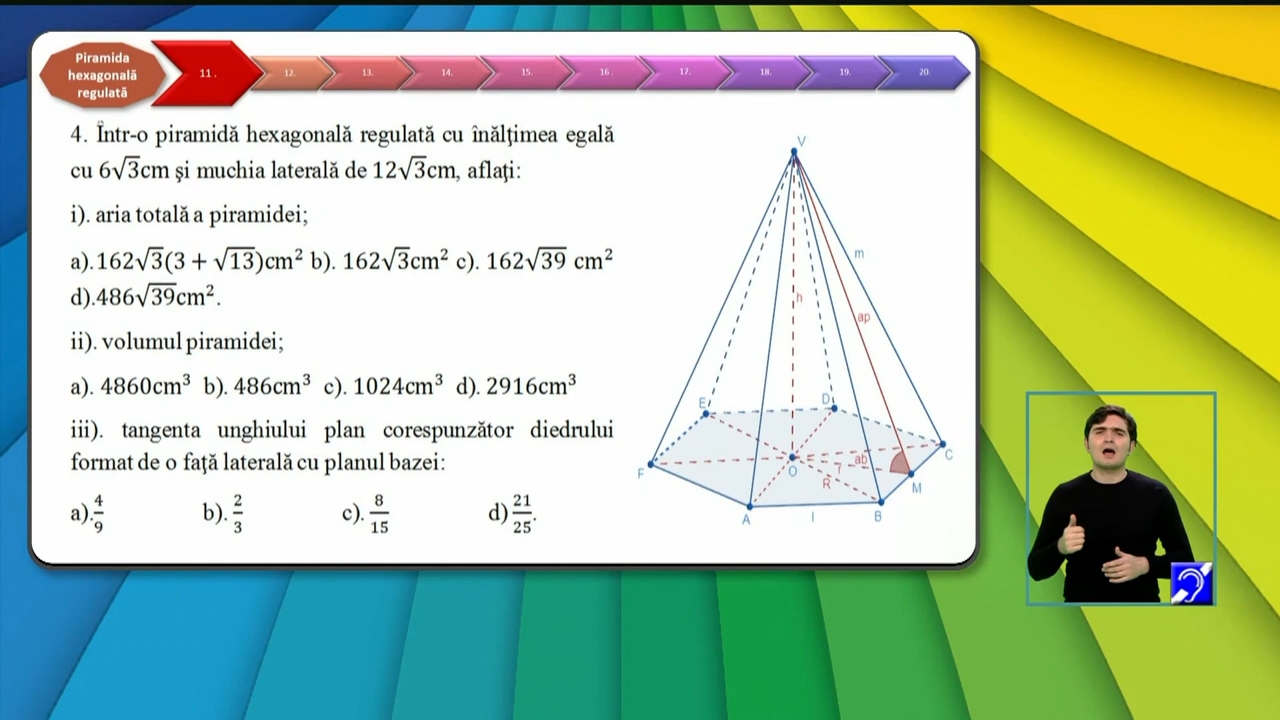 Piramida
hexagonală
regulată
11 .
12.
13.
14.
15.
16 .
17.
18.
19.
20.
4. Într-o piramidă hexagonală regulată cu înălţimea egală
cu 6√3cm şi muchia laterală de 12√3cm, aflaţi:
i). aria totală a piramidei;
a).162√3(3 + √13)cm² b). 162√3cm² c). 162√39 cm²
d).486√39cm².
ii). volumul piramidei;
a). 4860cm³ b). 486cm³ c). 1024cm³ d). 2916cm³
iii). tangenta unghiului plan corespunzător diedrului
format de o faţă laterală cu planul bazei:
a). 4/9 b). 2/3 c). 8/15 d) 21/25.
V
m
h
ap
E
D
C
F
O
ab
R
M
A
l
B